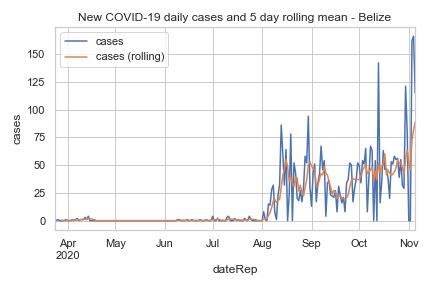 New COVID-19 daily cases and 5 day rolling mean - Belize
cases
cases (rolling)
150
125
100
75
50
25
0
cases
Apr May Jun Jul Aug Sep Oct Nov
2020
dateRep